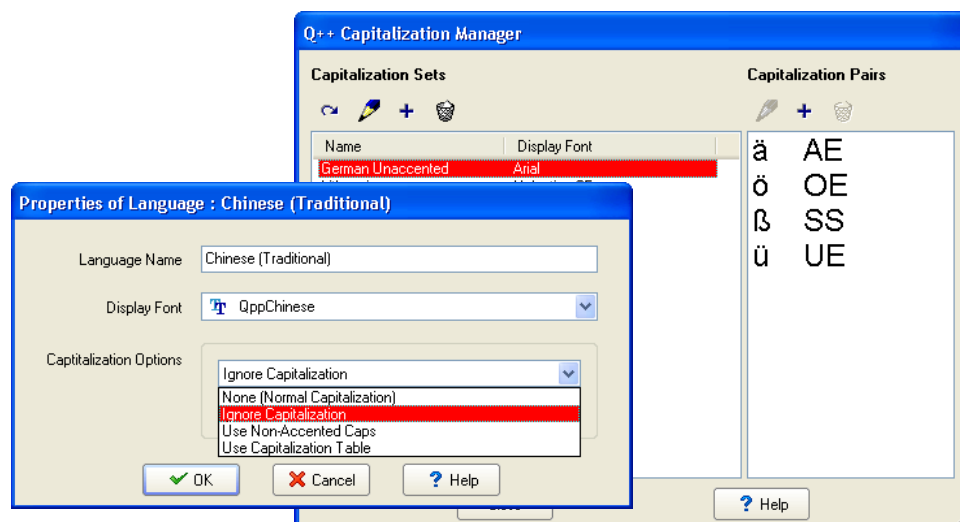 Q++ Capitalization Manager
Capitalization Sets
Capitalization Pairs
Name Display Font
German Unaccented Arial
ä AE
ö OE
ß SS
ü UE
Properties of Language : Chinese (Traditional)
Language Name Chinese (Traditional)
Display Font QppChinese
Captitalization Options
Ignore Capitalization
None (Normal Capitalization)
Ignore Capitalization
Use Non-Accented Caps
Use Capitalization Table
OK Cancel Help
Help